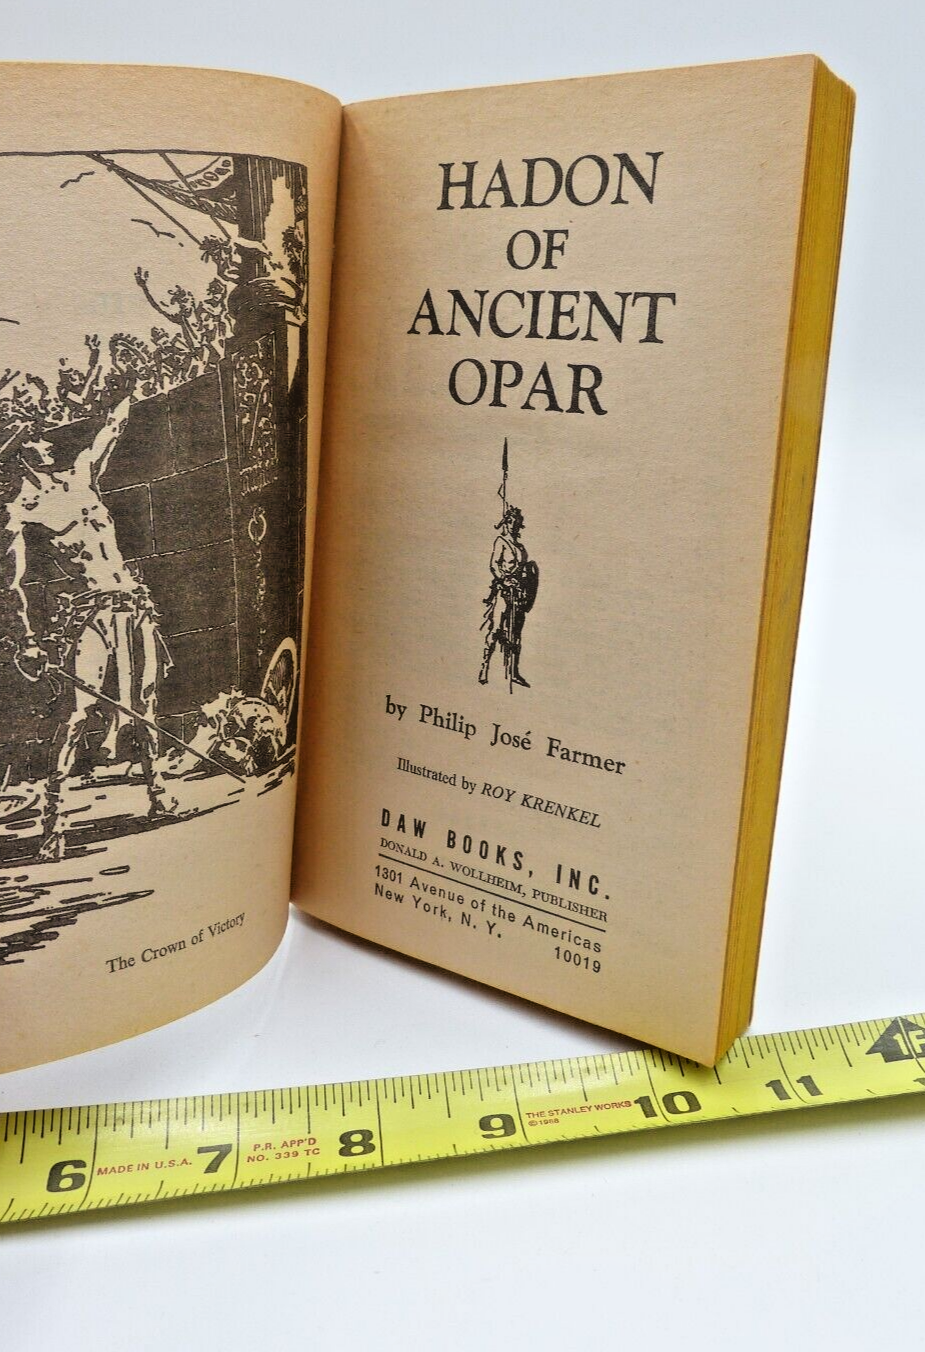 HADON
OF
ANCIENT
OPAR
by Philip José Farmer
Illustrated by ROY KRENKEL
DAW BOOKS, INC.
DONALD A. WOLLHEIM, PUBLISHER
1301 Avenue of the Americas
New York, N. Y.
10019
The Crown of Victory
6 MADE IN U.S.A. 7 P.R. APP'D 8 9 THE STANLEY WORKS 10 11 1F
NO. 339 TC ©1988